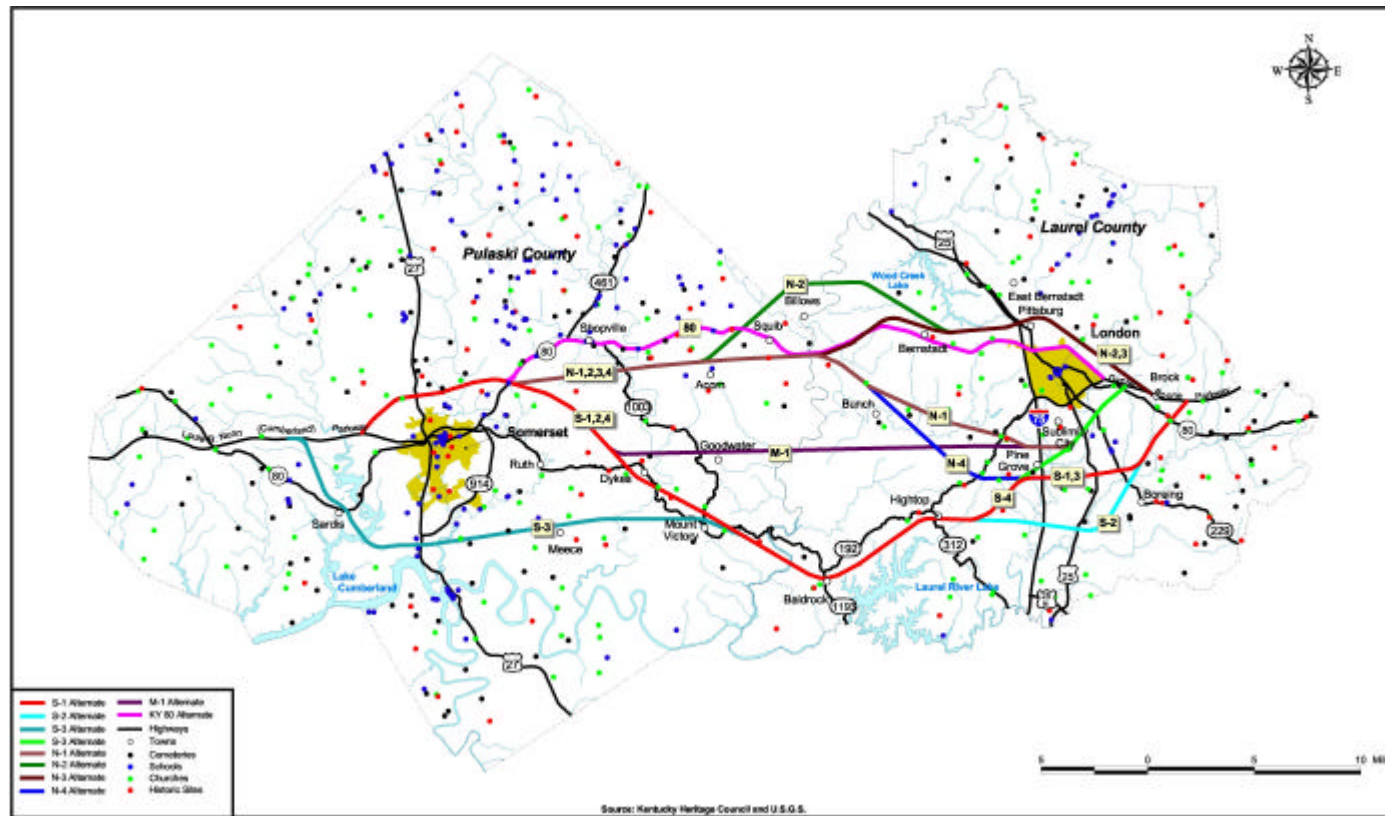 N
W E
S
Laurel County
25
Pulaski County
27
Wood Creek
Lake
N-2
461
East Bernstadt
Billows
Pittsburg
Shopville
80
Squib
London
80
Bernstadt
N-2,3
N-1,2,3,4
Acorn
Brock
1003
Bunch
N-1
S-1,2,4
75
80
(Cumberland)
Parkway
Somerset
City
Goodwater
M-1
Pine
Grove
N-4
Ruth
S-1,3
80
914
Dykes
Hightop
S-4
Sardis
S-3
Mount
Victory
S-2
Meece
192
312
229
Lake
Cumberland
Laurel River Lake
25
Baldrock
1193
27
S-1 Alternate
S-2 Alternate
S-3 Alternate
S-3 Alternate
N-1 Alternate
N-2 Alternate
N-3 Alternate
N-4 Alternate
M-1 Alternate
KY 80 Alternate
Highways
Towns
Cemeteries
Schools
Churches
Historic Sites
5 0 5 10
Source: Kentucky Heritage Council and U.S.G.S.